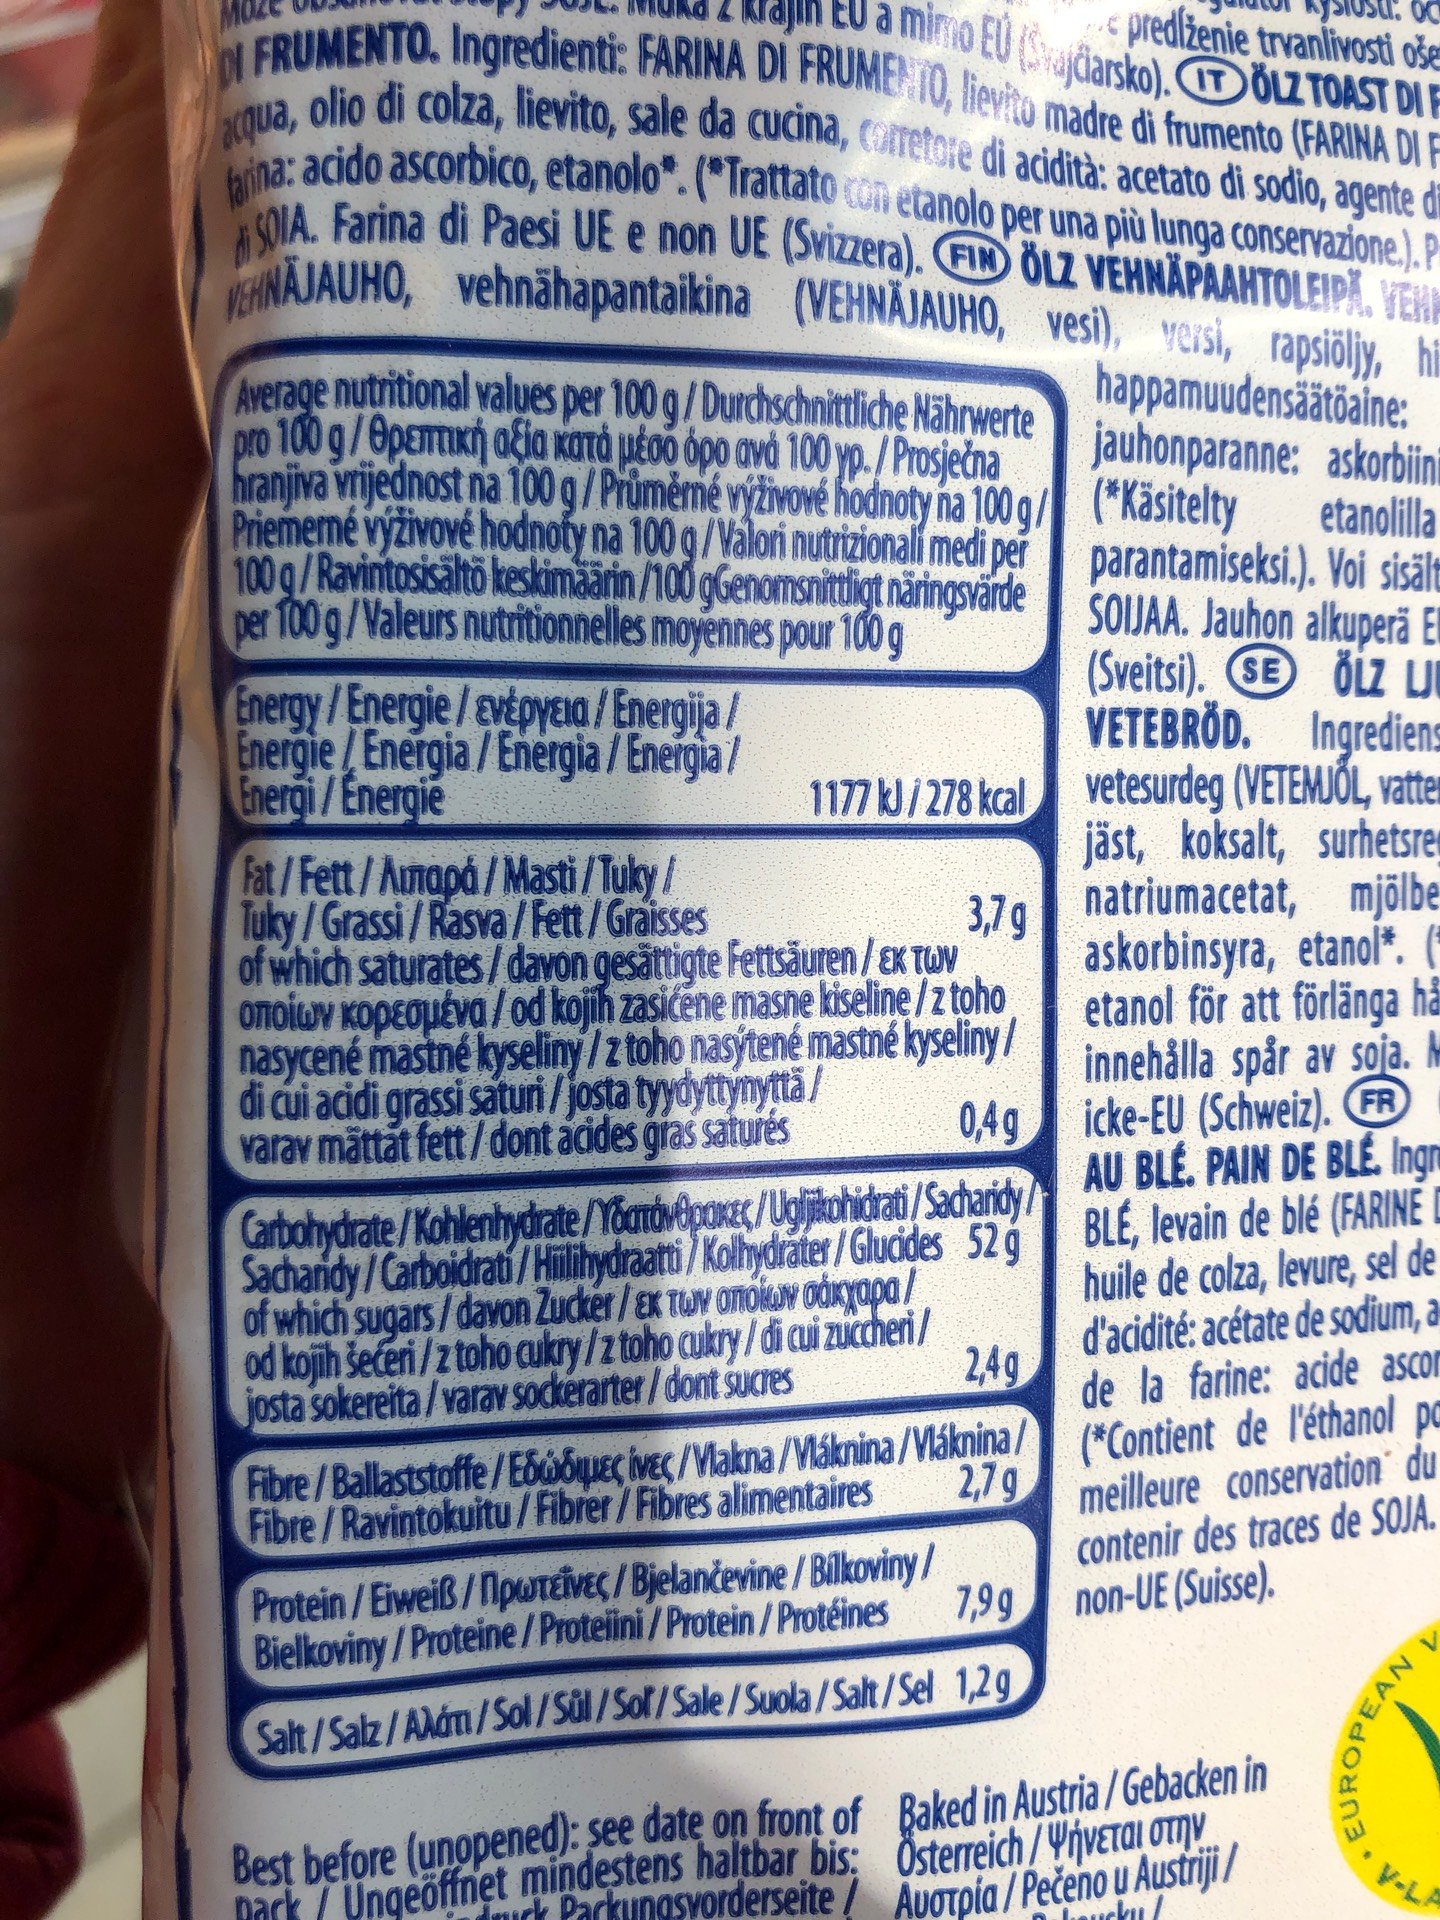 z krajín EÚ a mimo EÚ
predĺženie trvanlivosti
DI FRUMENTO. Ingredienti: FARINA DI FRUMENTO, lievito madre di frumento (FARINA DI
IT ÖLZ TOAST DI
acqua, olio di colza, lievito, sale da cucina, corretore di acidità: acetato di sodio, agente
farina: acido ascorbico, etanolo*. (*Trattato con etanolo per una più lunga conservazione.).
di SOIA. Farina di Paesi UE e non UE (Svizzera). FIN ÖLZ VEHNÄPAAHTOLEIPÄ.
VEHNÄJAUHO, vehnähapantaikina (VEHNÄJAUHO, vesi), versi, rapsiöljy,
happamuudensäätöaine:
jauhonparanne:
(*Käsitelty etanolilla
parantamiseksi.). Voi
SOIJAA. Jauhon alkuperä
(Sveitsi). SE ÖLZ
VETEBRÖD.
vetesurdeg (VETEMJÖL,
jäst, koksalt,
natriumacetat,
askorbinsyra, etanol*.
etanol för att förlänga
innehålla spår av soja.
icke-EU (Schweiz). FR
AU BLÉ. PAIN DE BLÉ.
BLÉ, levain de blé (FARINE
huile de colza, levure, sel de
d'acidité: acétate de sodium,
de la farine: acide
(*Contient de l'éthanol
meilleure conservation du
contenir des traces de SOJA.
non-UE (Suisse).
Average nutritional values per 100 g / Durchschnittliche Nährwerte
pro 100 g / Θρεπτική αξία κατά μέσο όρο ανά 100 γρ. / Prosječna
hranjiva vrijednost na 100 g / Průměrné výživové hodnoty na 100 g /
Priemerné výživové hodnoty na 100 g / Valori nutrizionali medi per
100 g / Ravintosisältö keskimäärin /100 gGenomsnittligt näringsvärde
per 100 g / Valeurs nutritionnelles moyennes pour 100 g
Energy / Energie / ενέργεια / Energija /
Energie / Energia / Energia / Energia /
Energi / Énergie 1177 kJ / 278 kcal
Fat / Fett / Λιπαρά / Masti / Tuky /
Tuky / Grassi / Rasva / Fett / Graisses 3,7 g
of which saturates / davon gesättigte Fettsäuren / εκ των
οποίων κορεσμένα / od kojih zasićene masne kiseline / z toho
nasycené mastné kyseliny / z toho nasýtené mastné kyseliny /
di cui acidi grassi saturi / josta tyydyttynyttä /
varav mättat fett / dont acides gras saturés 0,4 g
Carbohydrate / Kohlenhydrate / Υδατάνθρακες / Ugljikohidrati / Sacharidy /
Sacharidy / Carboidrati / Hiilihydraatti / Kolhydrater / Glucides 52 g
of which sugars / davon Zucker / εκ των οποίων σάκχαρα /
od kojih šećeri / z toho cukry / z toho cukry / di cui zuccheri /
josta sokereita / varav sockerarter / dont sucres 2,4 g
Fibre / Ballaststoffe / Εδώδιμες ίνες / Vlakna / Vláknina / Vláknina /
Fibre / Ravintokuitu / Fibrer / Fibres alimentaires 2,7 g
Protein / Eiweiß / Πρωτεΐνες / Bjelančevine / Bílkoviny /
Bielkoviny / Proteine / Proteiini / Protein / Protéines 7,9 g
Salt / Salz / Αλάτι / Sol / Sůl / Soľ / Sale / Suola / Salt / Sel 1,2 g
Best before (unopened): see date on front of
pack / Ungeöffnet mindestens haltbar bis:
Packungsvorderseite /
Baked in Austria / Gebacken in
Österreich / Ψήνεται στην
Αυστρία / Pečeno u Austriji /
EUROPEAN